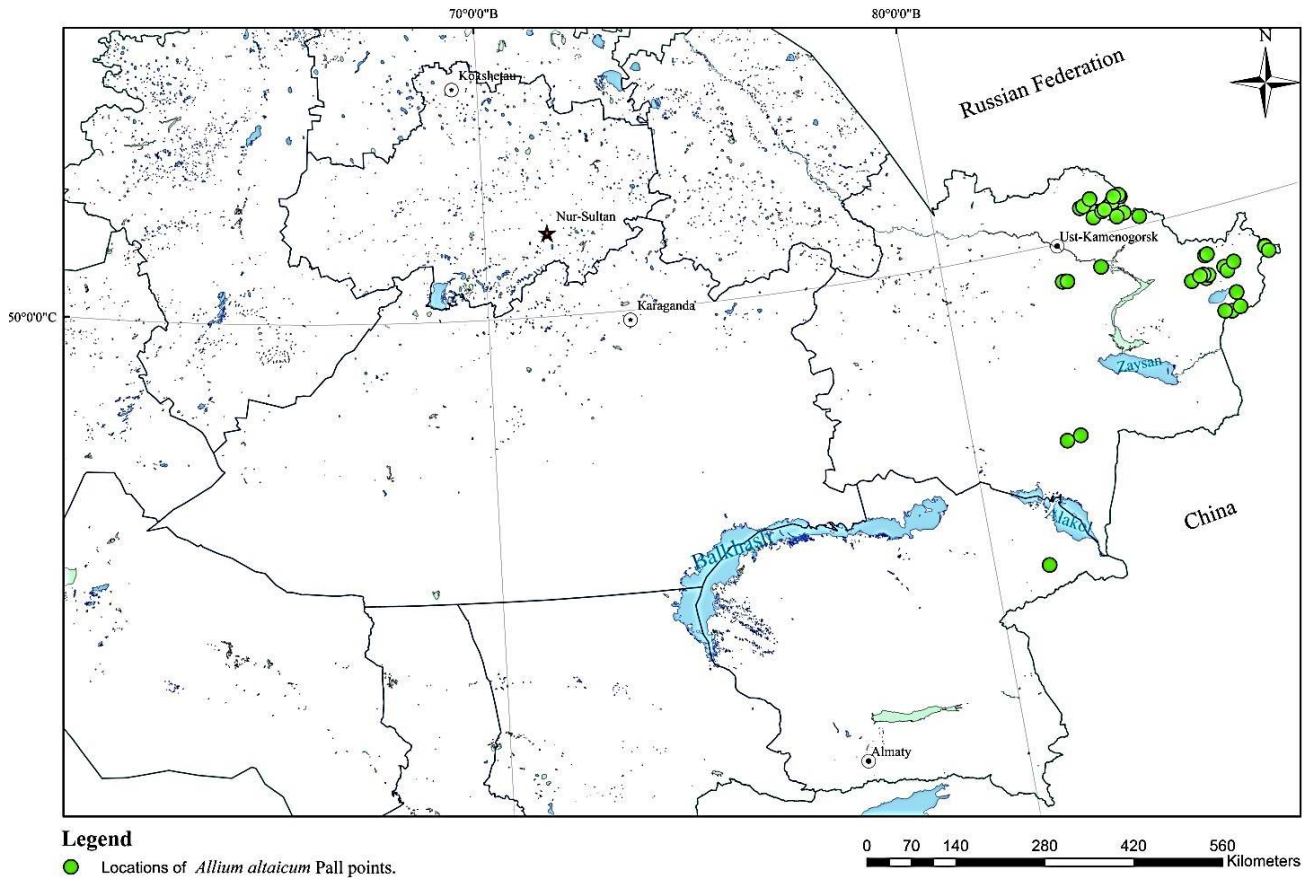 70°0'0"В
80°0'0"В
N
Russian Federation
Kokshetau
Nur-Sultan
Ust-Kamenogorsk
50°0'0"С
Karaganda
Zaysan
China
Alakol
Balkhash
Almaty
Legend
Locations of Allium altaicum Pall points.
0 70 140 280 420 560
Kilometers